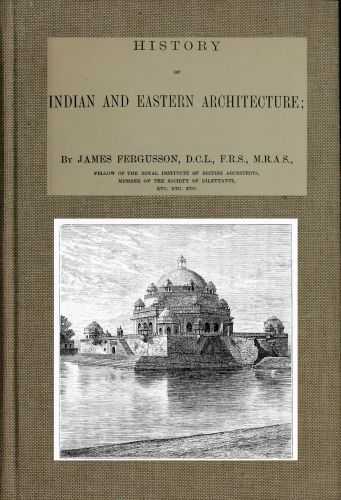 HISTORY
OF
INDIAN AND EASTERN ARCHITECTURE;
BY JAMES FERGUSSON, D.C.L., F.R.S., M.R.A.S.,
FELLOW OF THE ROYAL INSTITUTE OF BRITISH ARCHITECTS,
MEMBER OF THE SOCIETY OF DILETTANTI,
ETC. ETC. ETC.